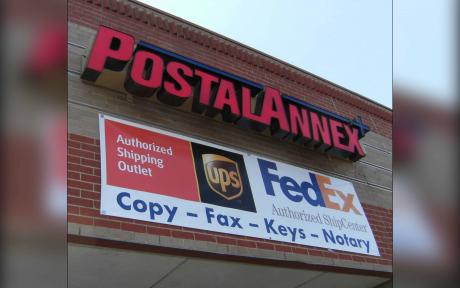 PostalAnnex
Authorized
Shipping
Outlet
ups
FedEx
Authorized ShipCenter
Copy – Fax – Keys – Notary